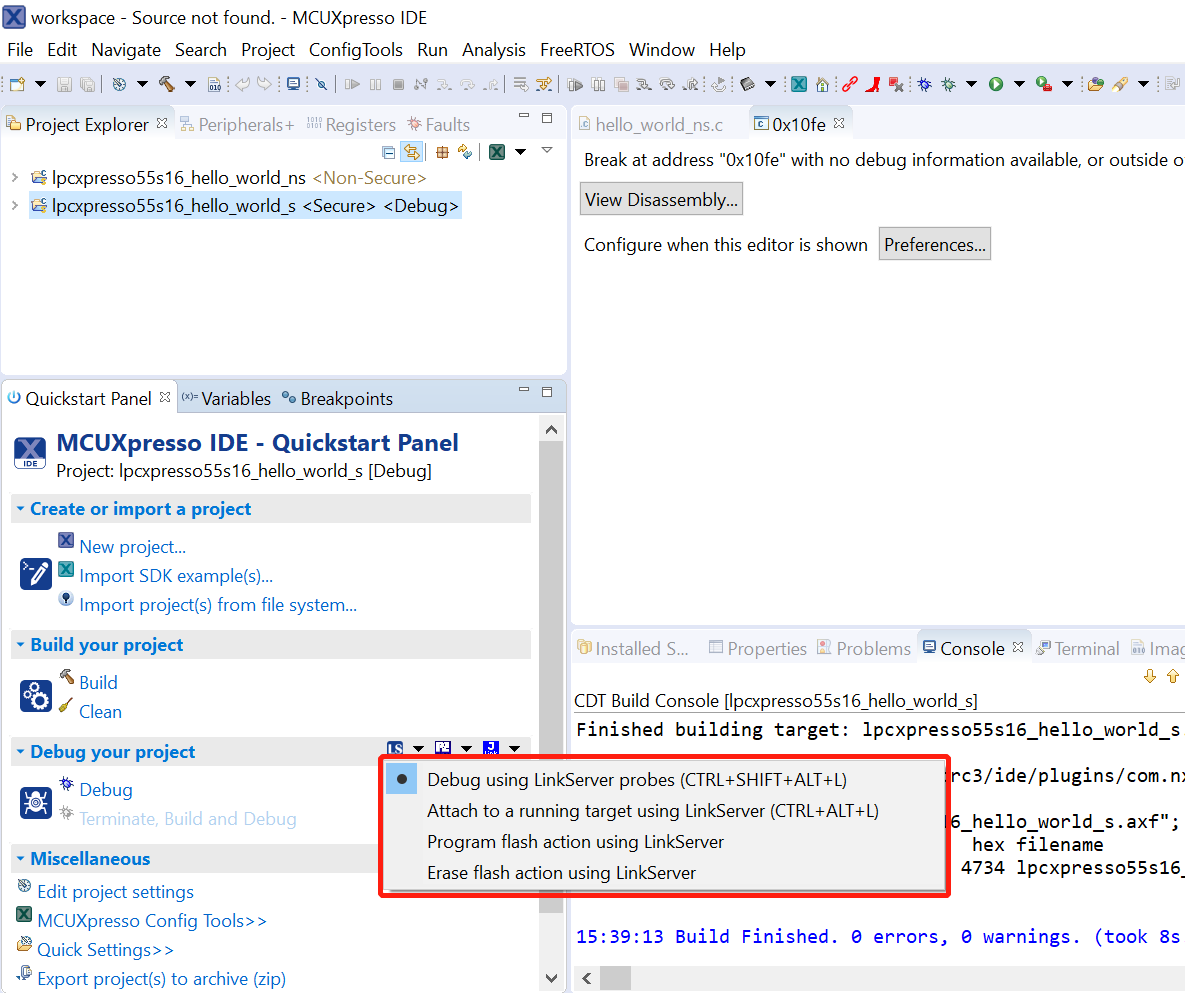 workspace - Source not found. - MCUXpresso IDE
File Edit Navigate Search Project ConfigTools Run Analysis FreeRTOS Window Help
Project Explorer Peripherals+ Registers Faults
lpcxpresso55s16_hello_world_ns <Non-Secure>
lpcxpresso55s16_hello_world_s <Secure> <Debug>
hello_world_ns.c 0x10fe
Break at address "0x10fe" with no debug information available, or outside o
View Disassembly...
Configure when this editor is shown Preferences...
Quickstart Panel (x)= Variables Breakpoints
IDE
MCUXpresso IDE - Quickstart Panel
Project: lpcxpresso55s16_hello_world_s [Debug]
Create or import a project
New project...
Import SDK example(s)...
Import project(s) from file system...
Build your project
Build
Clean
Debug your project
LS
Debug
Terminate, Build and Debug
Debug using LinkServer probes (CTRL+SHIFT+ALT+L)
Attach to a running target using LinkServer (CTRL+ALT+L)
Program flash action using LinkServer
Erase flash action using LinkServer
Miscellaneous
Edit project settings
MCUXpresso Config Tools>>
Quick Settings>>
Export project(s) to archive (zip)
Installed S... Properties Problems Console Terminal Imag
CDT Build Console [lpcxpresso55s16_hello_world_s]
Finished building target: lpcxpresso55s16_hello_world_s.
rc3/ide/plugins/com.nx
16_hello_world_s.axf";
hex filename
4734 lpcxpresso55s16_
15:39:13 Build Finished. 0 errors, 0 warnings. (took 8s